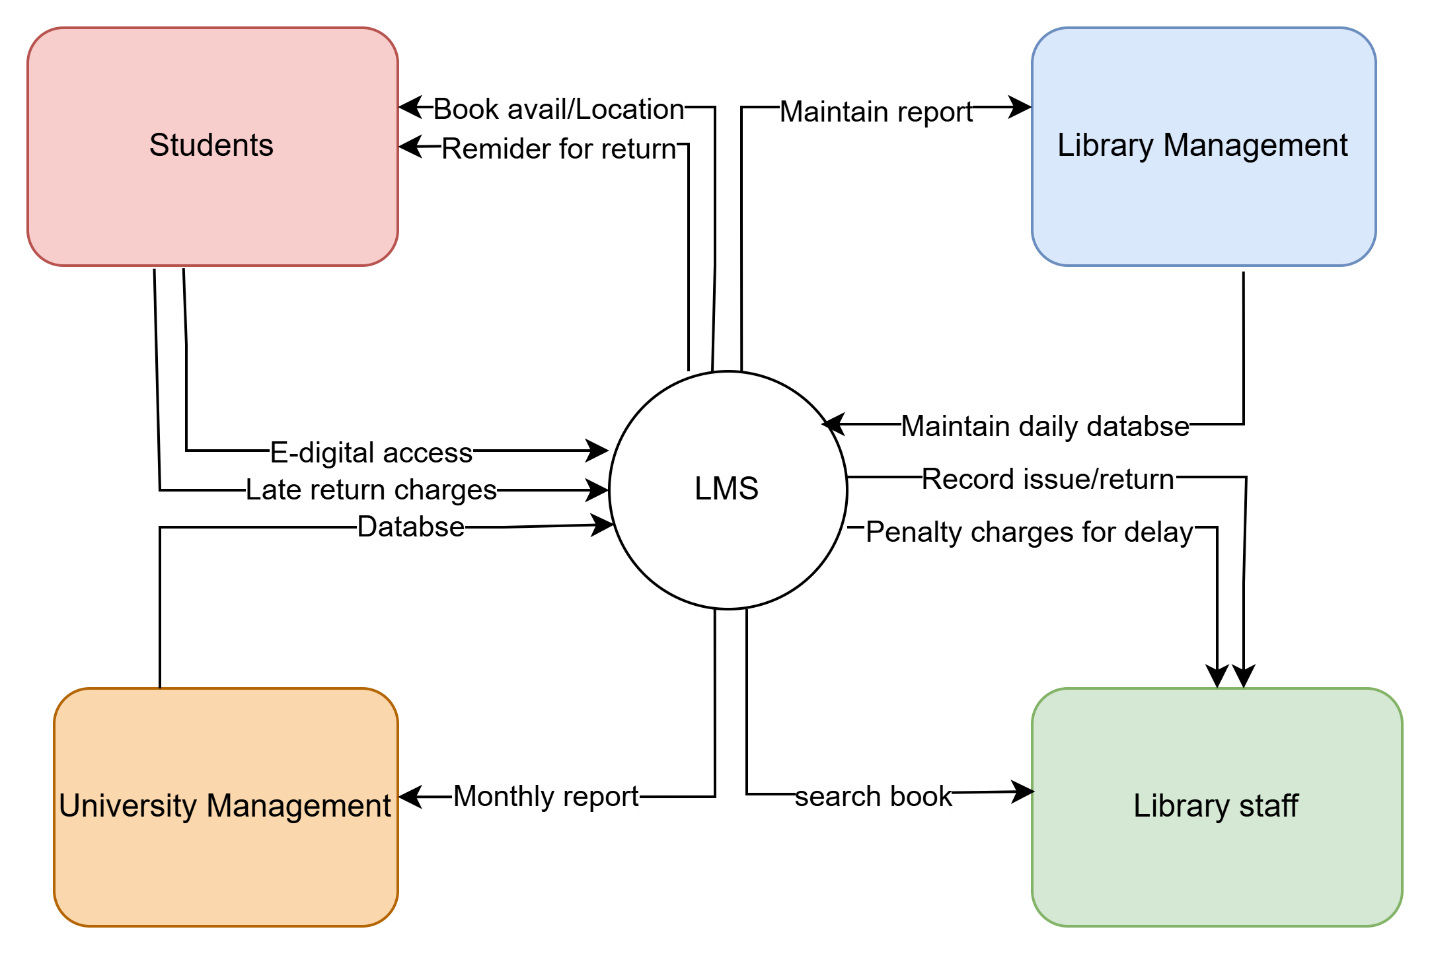 Students
Book avail/Location
Remider for return
Maintain report
Library Management
E-digital access
Late return charges
Databse
LMS
Maintain daily databse
Record issue/return
Penalty charges for delay
University Management
Monthly report
search book
Library staff